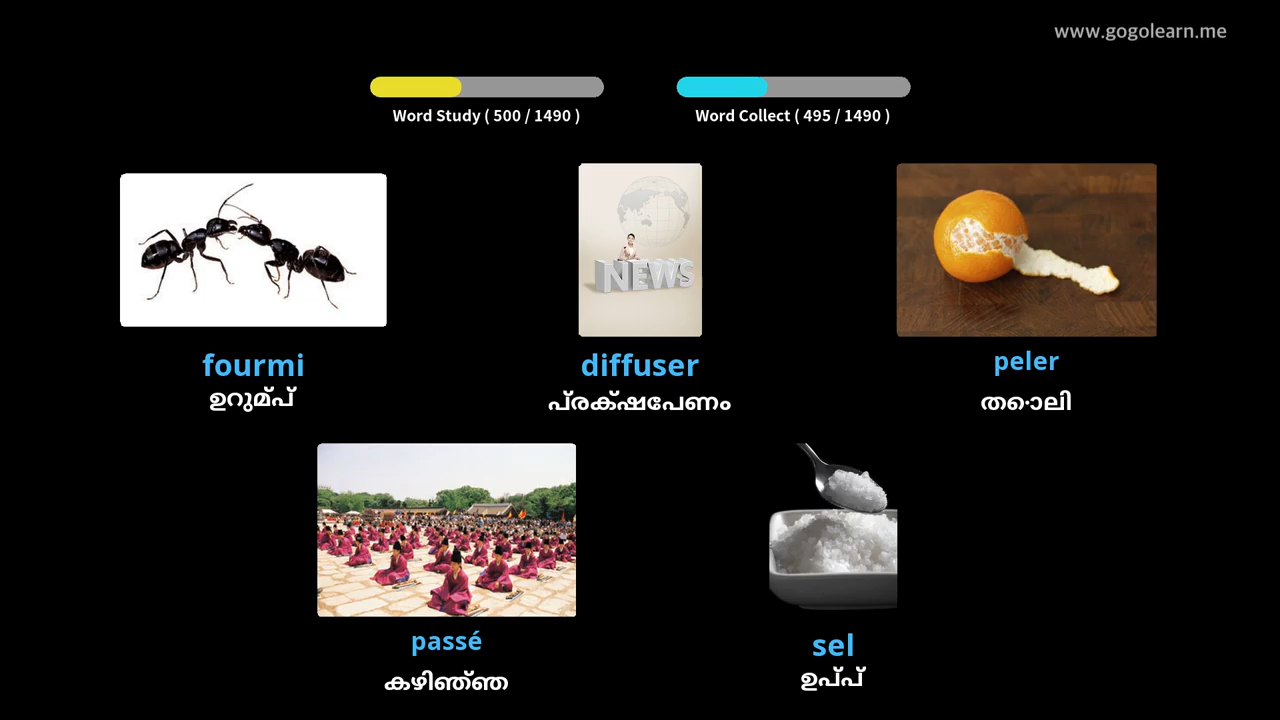 www.gogolearn.me
Word Study ( 500 / 1490 )
Word Collect ( 495 / 1490 )
NEWS
fourmi
ഉറുമ്പ്
diffuser
പ്രക്ഷപേണം
peler
തൊലി
passé
കഴിഞ്ഞ
sel
ഉപ്പ്